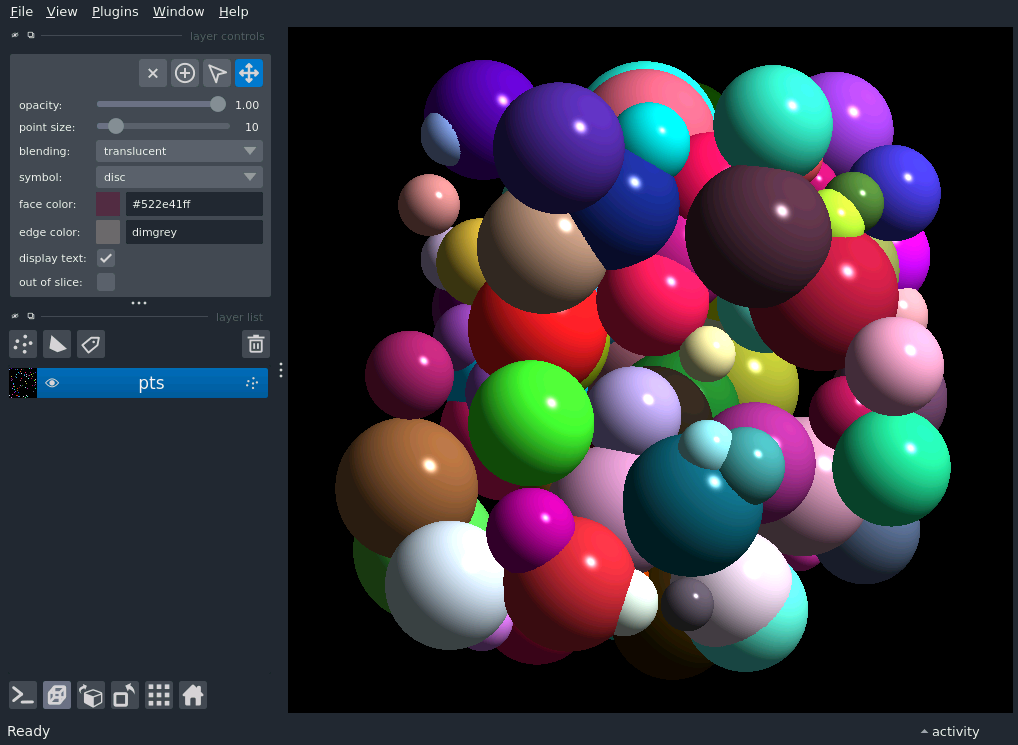 File View Plugins Window Help
layer controls
opacity: 1.00
point size: 10
blending: translucent
symbol: disc
face color: #522e41ff
edge color: dimgrey
display text:
out of slice:
layer list
pts
Ready activity